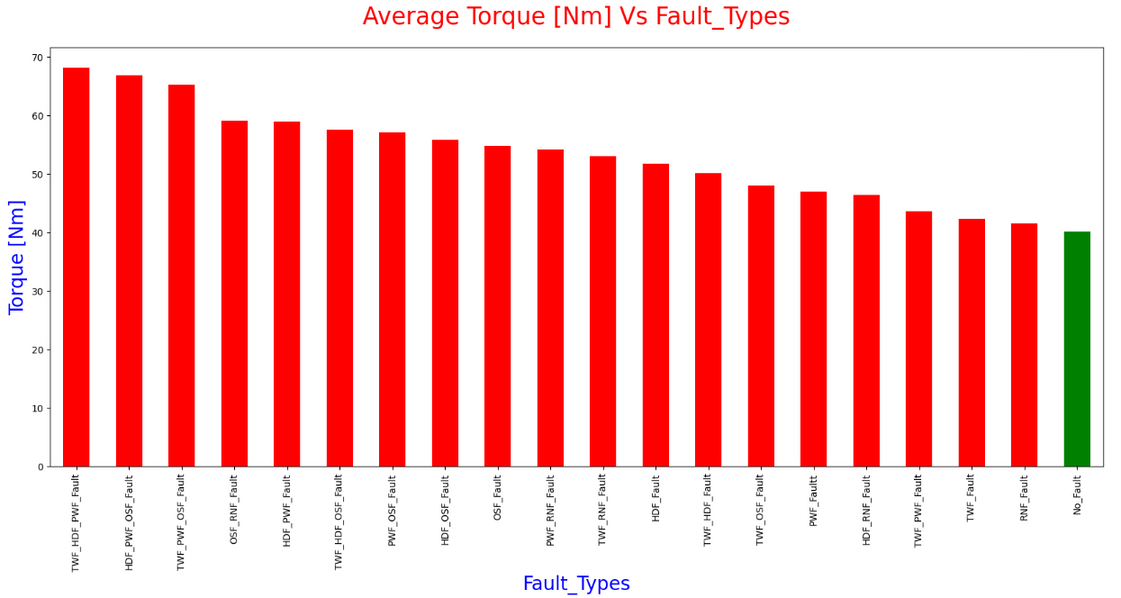 Average Torque [Nm] Vs Fault_Types
Torque [Nm]
70
60
50
40
30
20
10
0
TWF_HDF_PWF_Fault
HDF_PWF_OSF_Fault
TWF_PWF_OSF_Fault
OSF_RNF_Fault
HDF_PWF_Fault
TWF_HDF_OSF_Fault
PWF_OSF_Fault
HDF_OSF_Fault
OSF_Fault
PWF_RNF_Fault
TWF_RNF_Fault
HDF_Fault
TWF_HDF_Fault
TWF_OSF_Fault
PWF_Faultt
HDF_RNF_Fault
TWF_PWF_Fault
TWF_Fault
RNF_Fault
No_Fault
Fault_Types